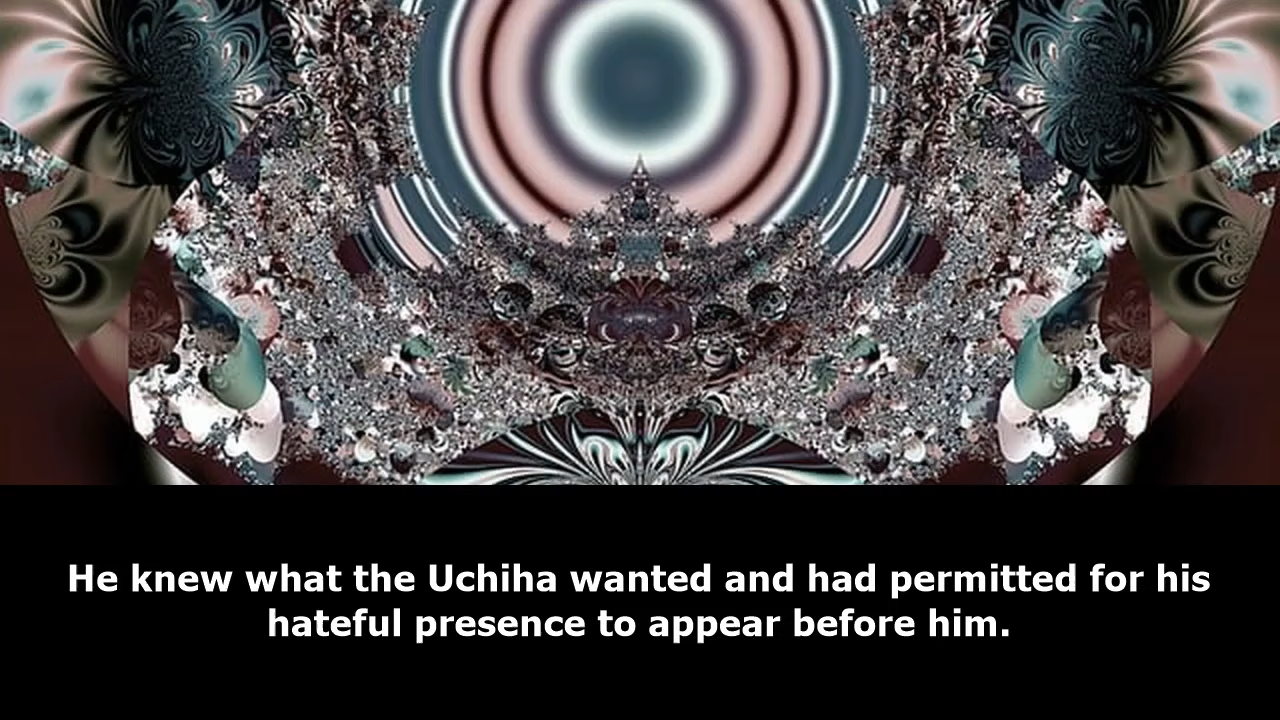 He knew what the Uchiha wanted and had permitted for his
hateful presence to appear before him.